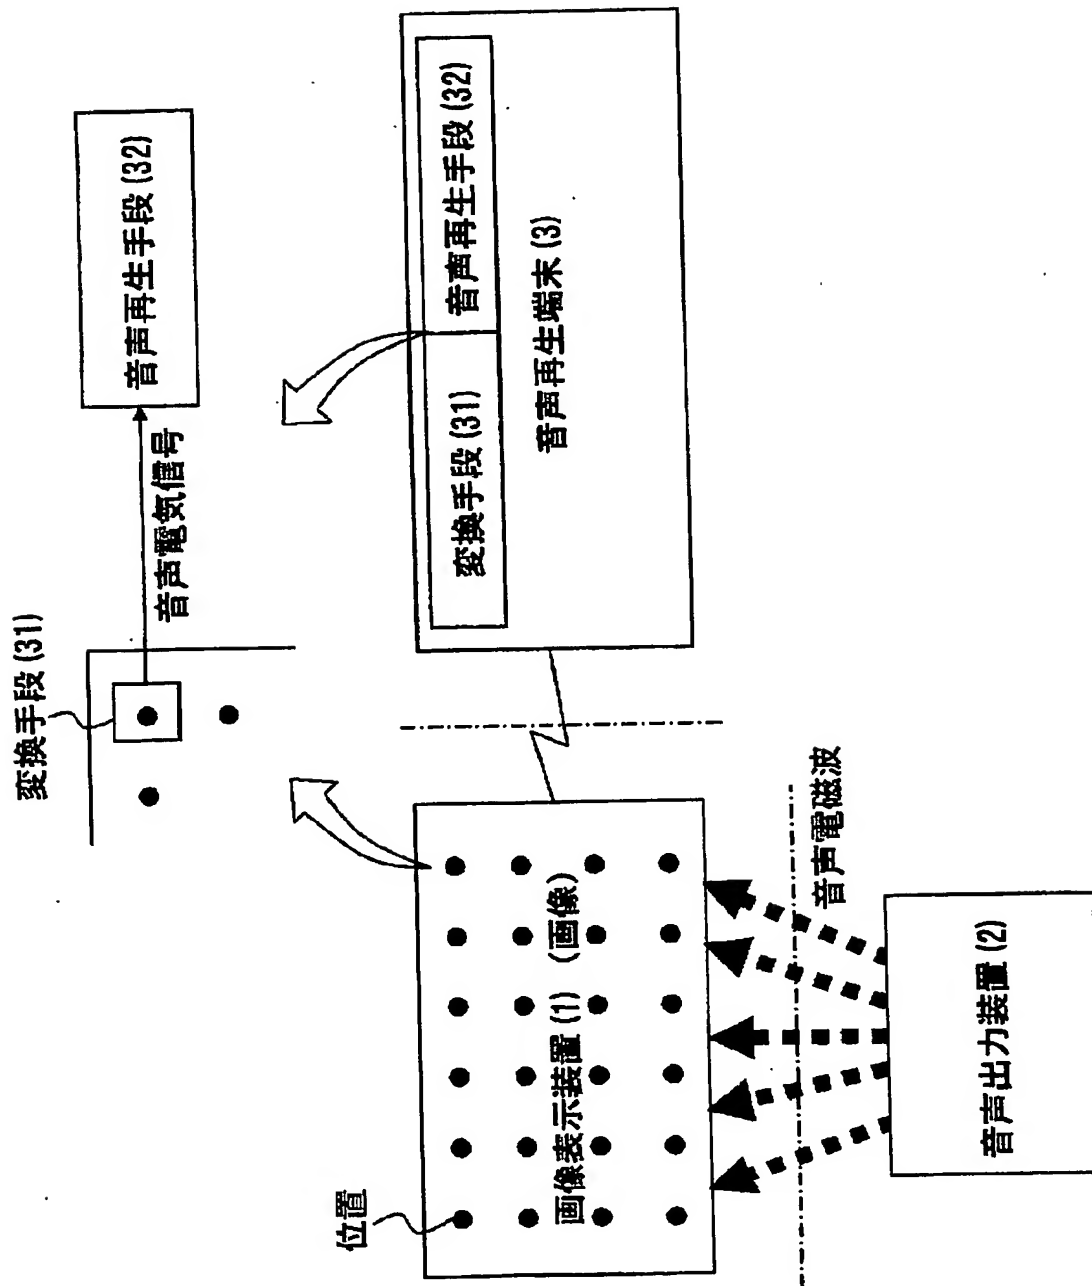 変換手段(31)
音声電気信号
音声再生手段(32)
位置
画像表示装置(1) (画像)
変換手段(31)
音声再生手段(32)
音声再生端末(3)
音声電磁波
音声出力装置(2)